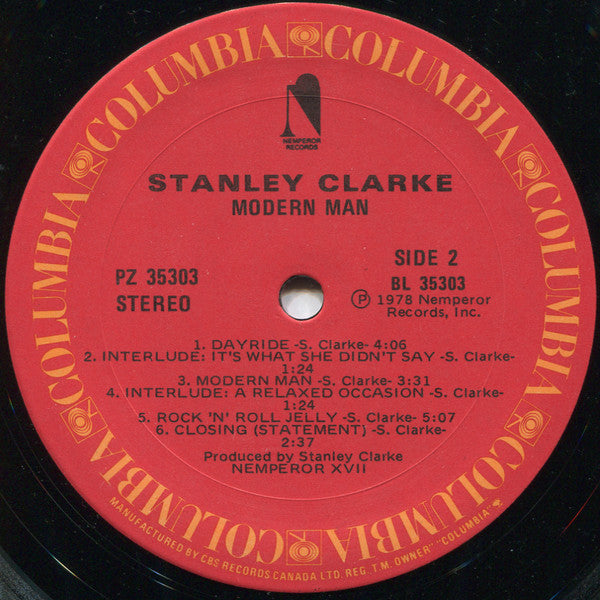 COLUMBIA COLUMBIA COLUMBIA COLUMBIA COLUMBIA COLUMBIA
NEMPEROR
RECORDS
STANLEY CLARKE
MODERN MAN
PZ 35303
STEREO
SIDE 2
BL 35303
Ⓟ 1978 Nemperor
Records, Inc.
1. DAYRIDE -S. Clarke- 4:06
2. INTERLUDE: IT'S WHAT SHE DIDN'T SAY -S. Clarke-
1:24
3. MODERN MAN -S. Clarke- 3:31
4. INTERLUDE: A RELAXED OCCASION -S. Clarke-
1:24
5. ROCK 'N' ROLL JELLY -S. Clarke- 5:07
6. CLOSING (STATEMENT) -S. Clarke-
2:37
Produced by Stanley Clarke
NEMPEROR XVII
MANUFACTURED BY CBS RECORDS CANADA LTD. REG. T.M. OWNER "COLUMBIA"